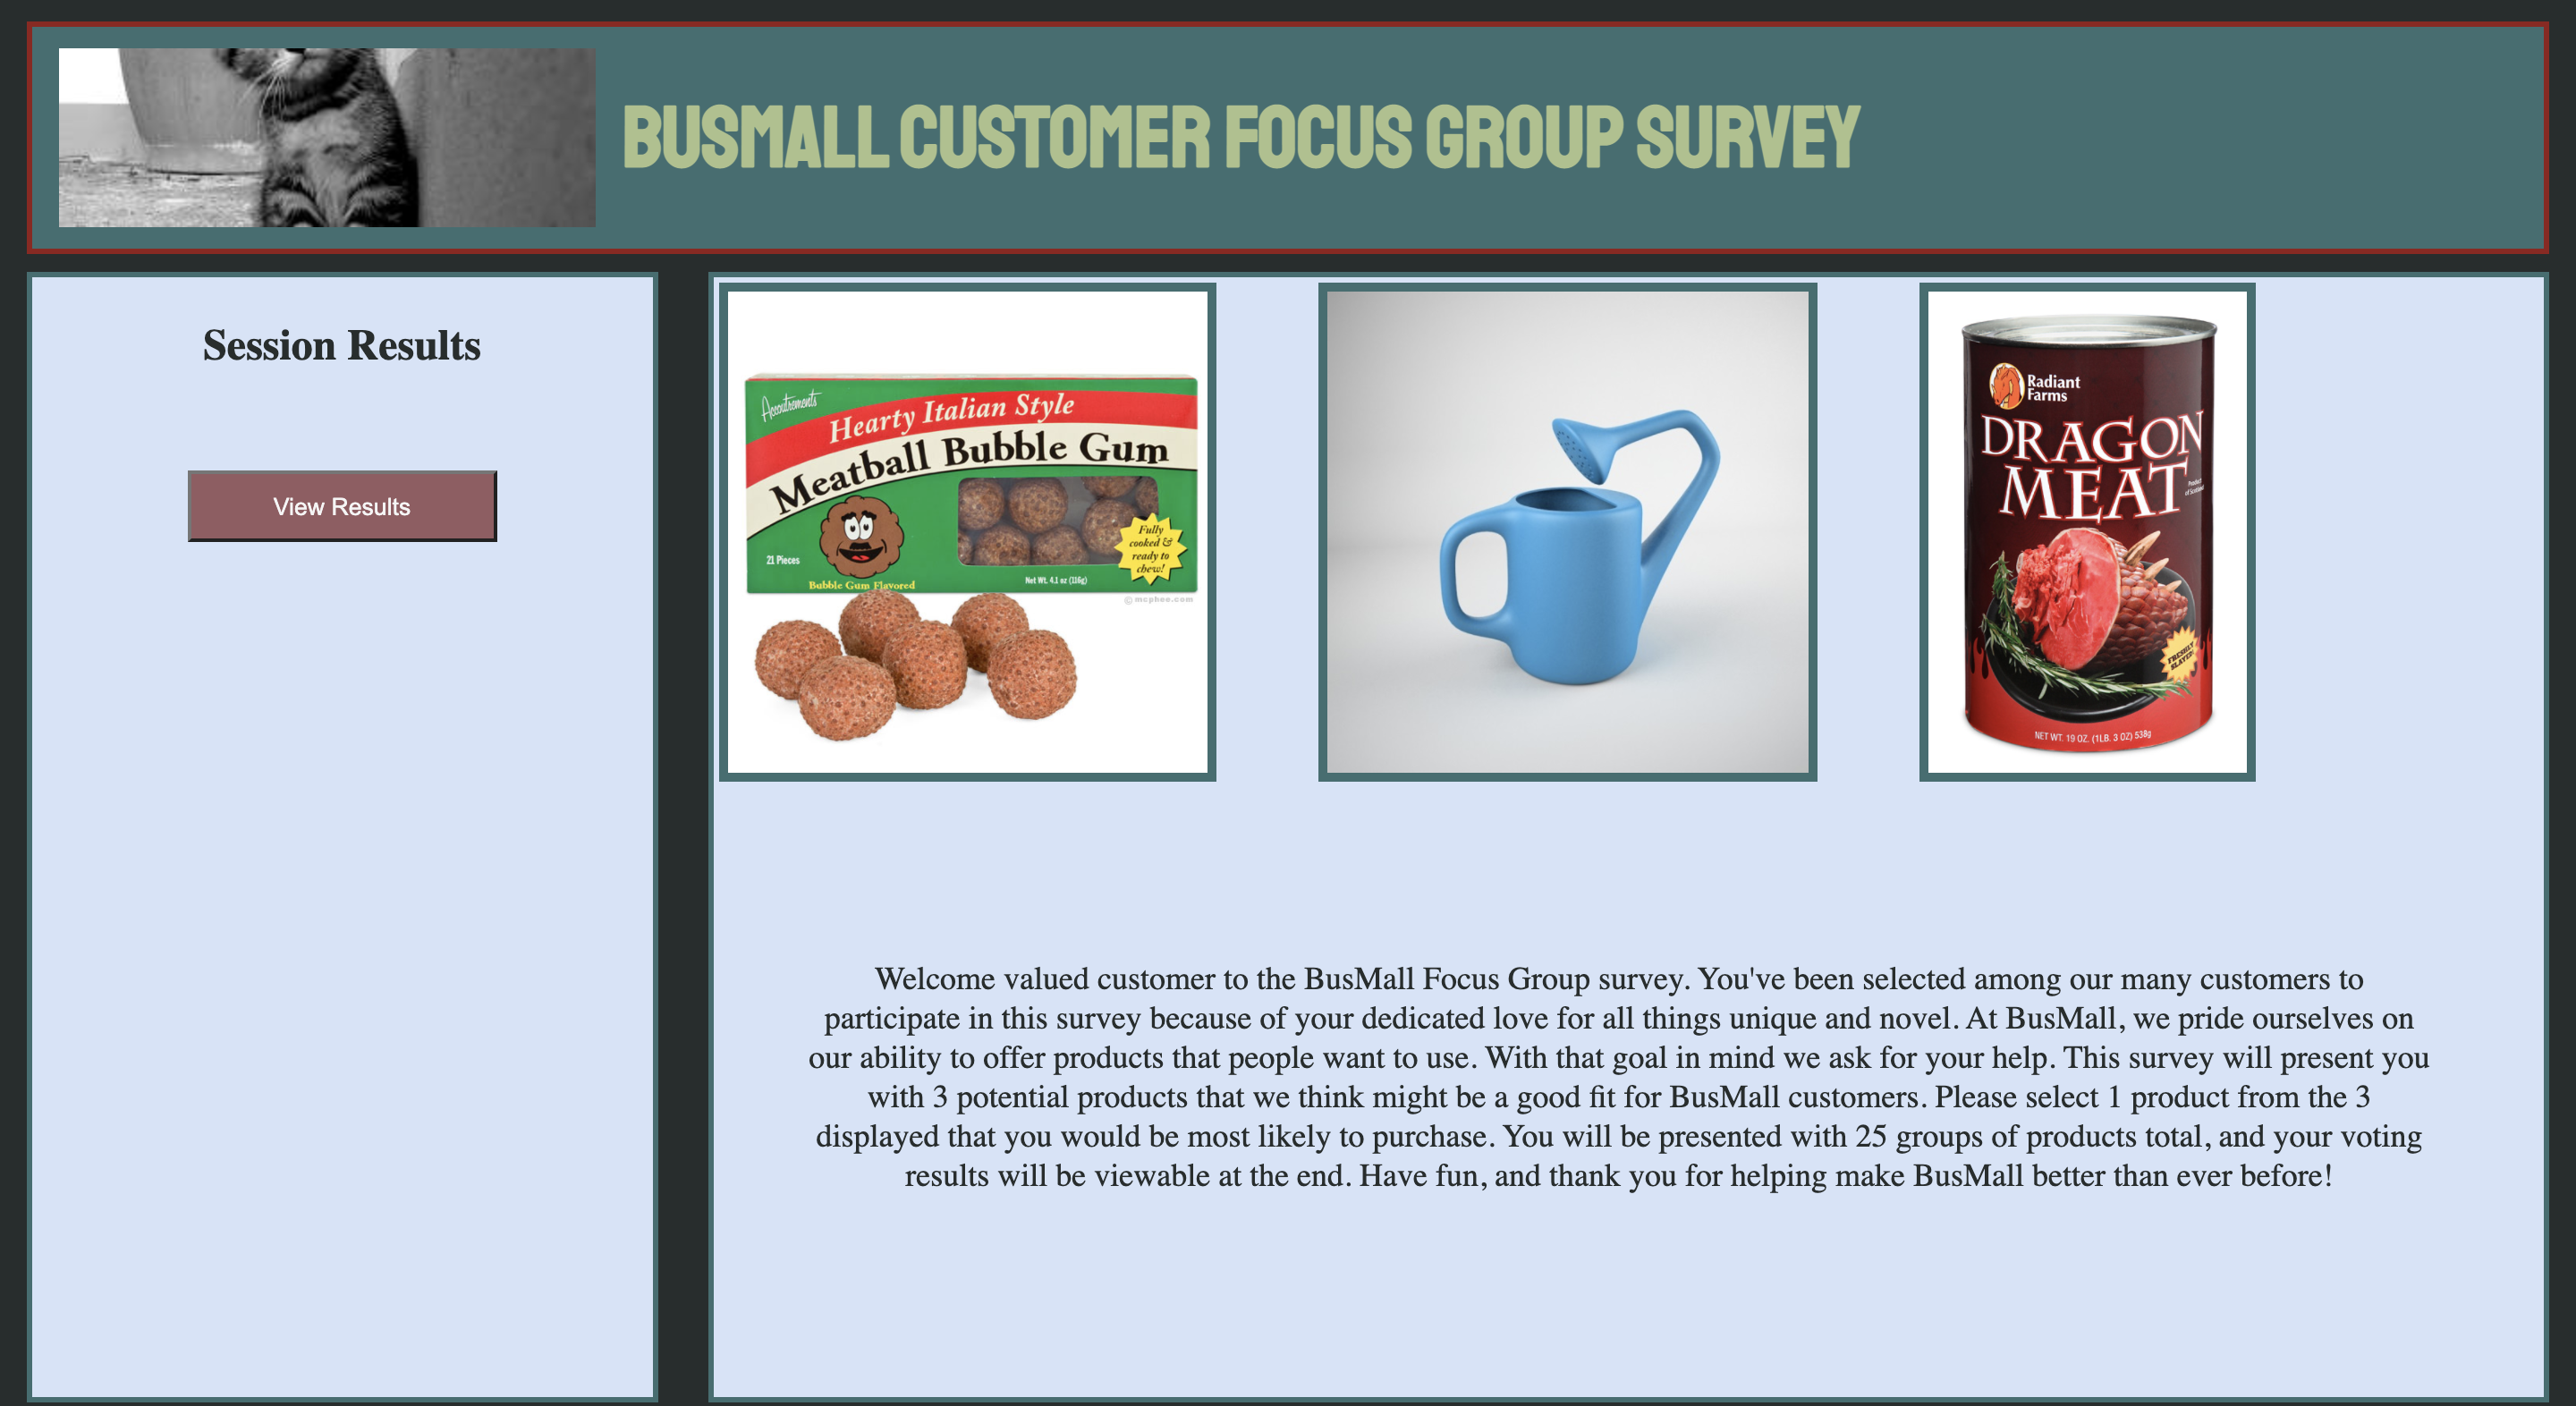 BUSMALL CUSTOMER FOCUS GROUP SURVEY
Session Results
View Results
Accoutrements
Hearty Italian Style
Meatball Bubble Gum
21 Pieces
Bubble Gum Flavored
Net Wt. 4.1 oz (116g)
Fully
cooked &
ready to
chew!
© mcphee.com
Radiant
Farms
DRAGON
MEAT
Product
of Scotland
FRESHLY
SLAYED!
NET WT. 19 OZ. (1LB. 3 OZ) 538g
Welcome valued customer to the BusMall Focus Group survey. You've been selected among our many customers to
participate in this survey because of your dedicated love for all things unique and novel. At BusMall, we pride ourselves on
our ability to offer products that people want to use. With that goal in mind we ask for your help. This survey will present you
with 3 potential products that we think might be a good fit for BusMall customers. Please select 1 product from the 3
displayed that you would be most likely to purchase. You will be presented with 25 groups of products total, and your voting
results will be viewable at the end. Have fun, and thank you for helping make BusMall better than ever before!